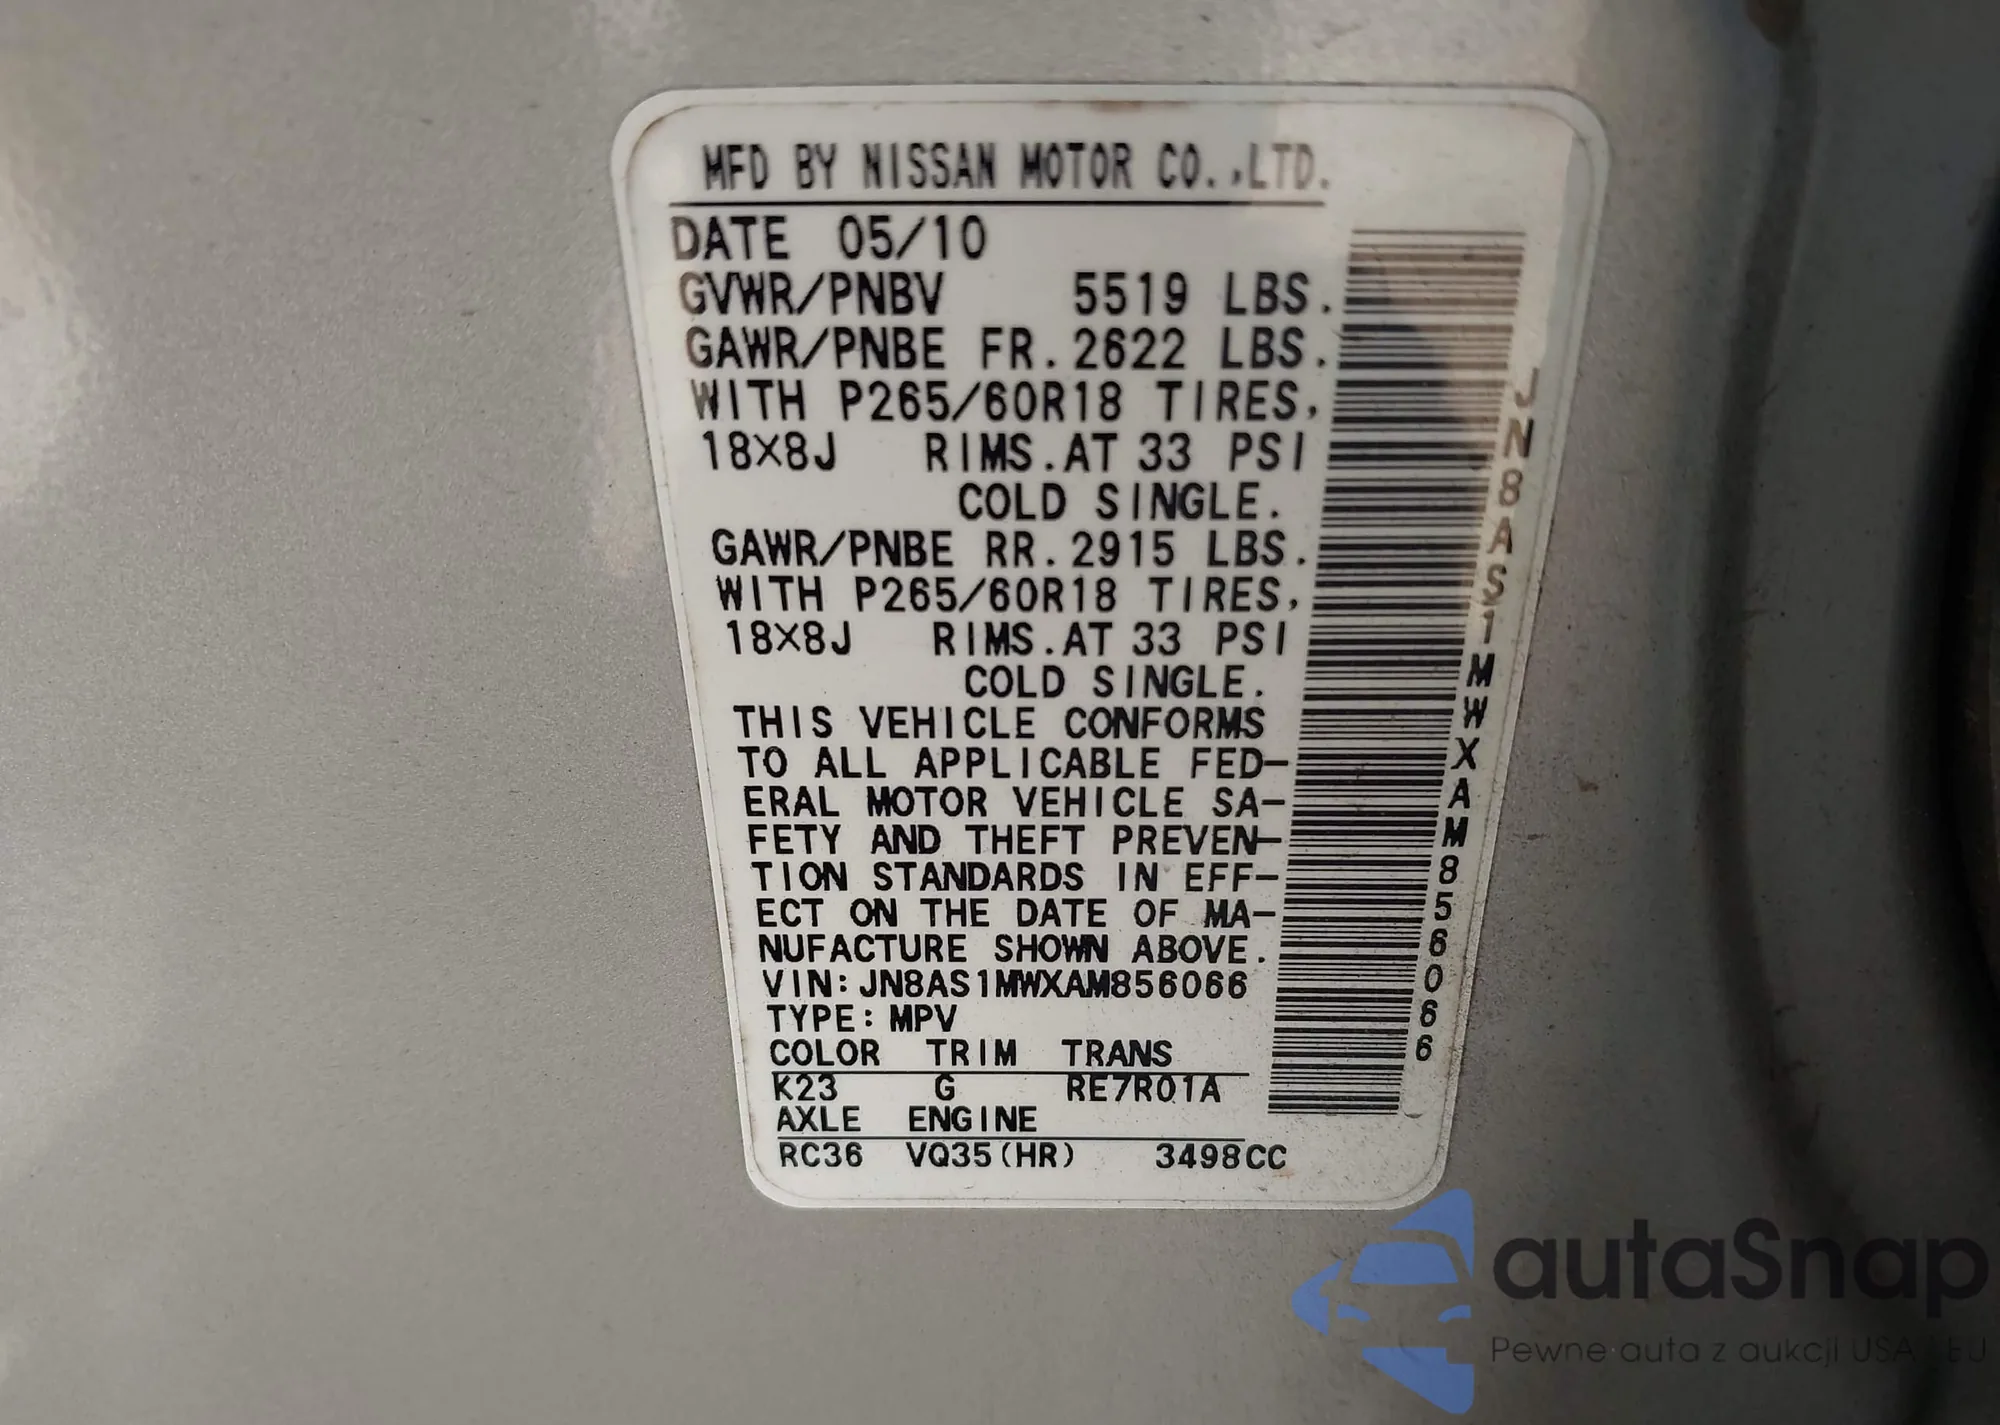 MFD BY NISSAN MOTOR CO.,LTD.
DATE 05/10
GVWR/PNBV 5519 LBS.
GAWR/PNBE FR.2622 LBS.
WITH P265/60R18 TIRES,
18X8J RIMS.AT 33 PSI
COLD SINGLE.
GAWR/PNBE RR.2915 LBS.
WITH P265/60R18 TIRES,
18X8J RIMS.AT 33 PSI
COLD SINGLE.
THIS VEHICLE CONFORMS
TO ALL APPLICABLE FED-
ERAL MOTOR VEHICLE SA-
FETY AND THEFT PREVEN-
TION STANDARDS IN EFF-
ECT ON THE DATE OF MA-
NUFACTURE SHOWN ABOVE.
VIN:JN8AS1MWXAM856066
TYPE:MPV
COLOR TRIM TRANS
K23 G RE7R01A
AXLE ENGINE
RC36 VQ35(HR) 3498CC
JN8AS1MWXAM856066
autaSnap
Pewne auta z aukcji USA i EU